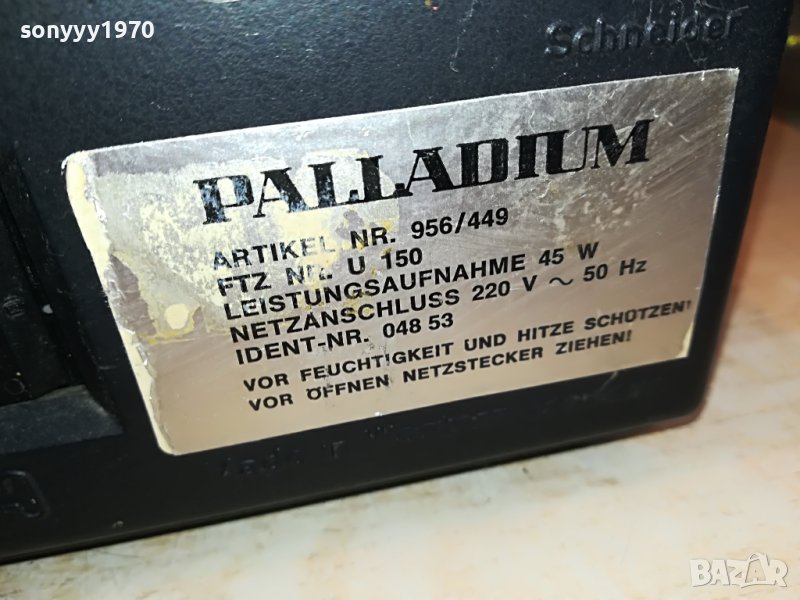 sonyyy1970
Schneider
PALLADIUM
ARTIKEL NR. 956/449
FTZ NR. U 150
LEISTUNGSAUFNAHME 45 W
NETZANSCHLUSS 220 V ~ 50 Hz
IDENT-NR. 048 53
VOR FEUCHTIGKEIT UND HITZE SCHÜTZEN!
VOR ÖFFNEN NETZSTECKER ZIEHEN!
BAZAR